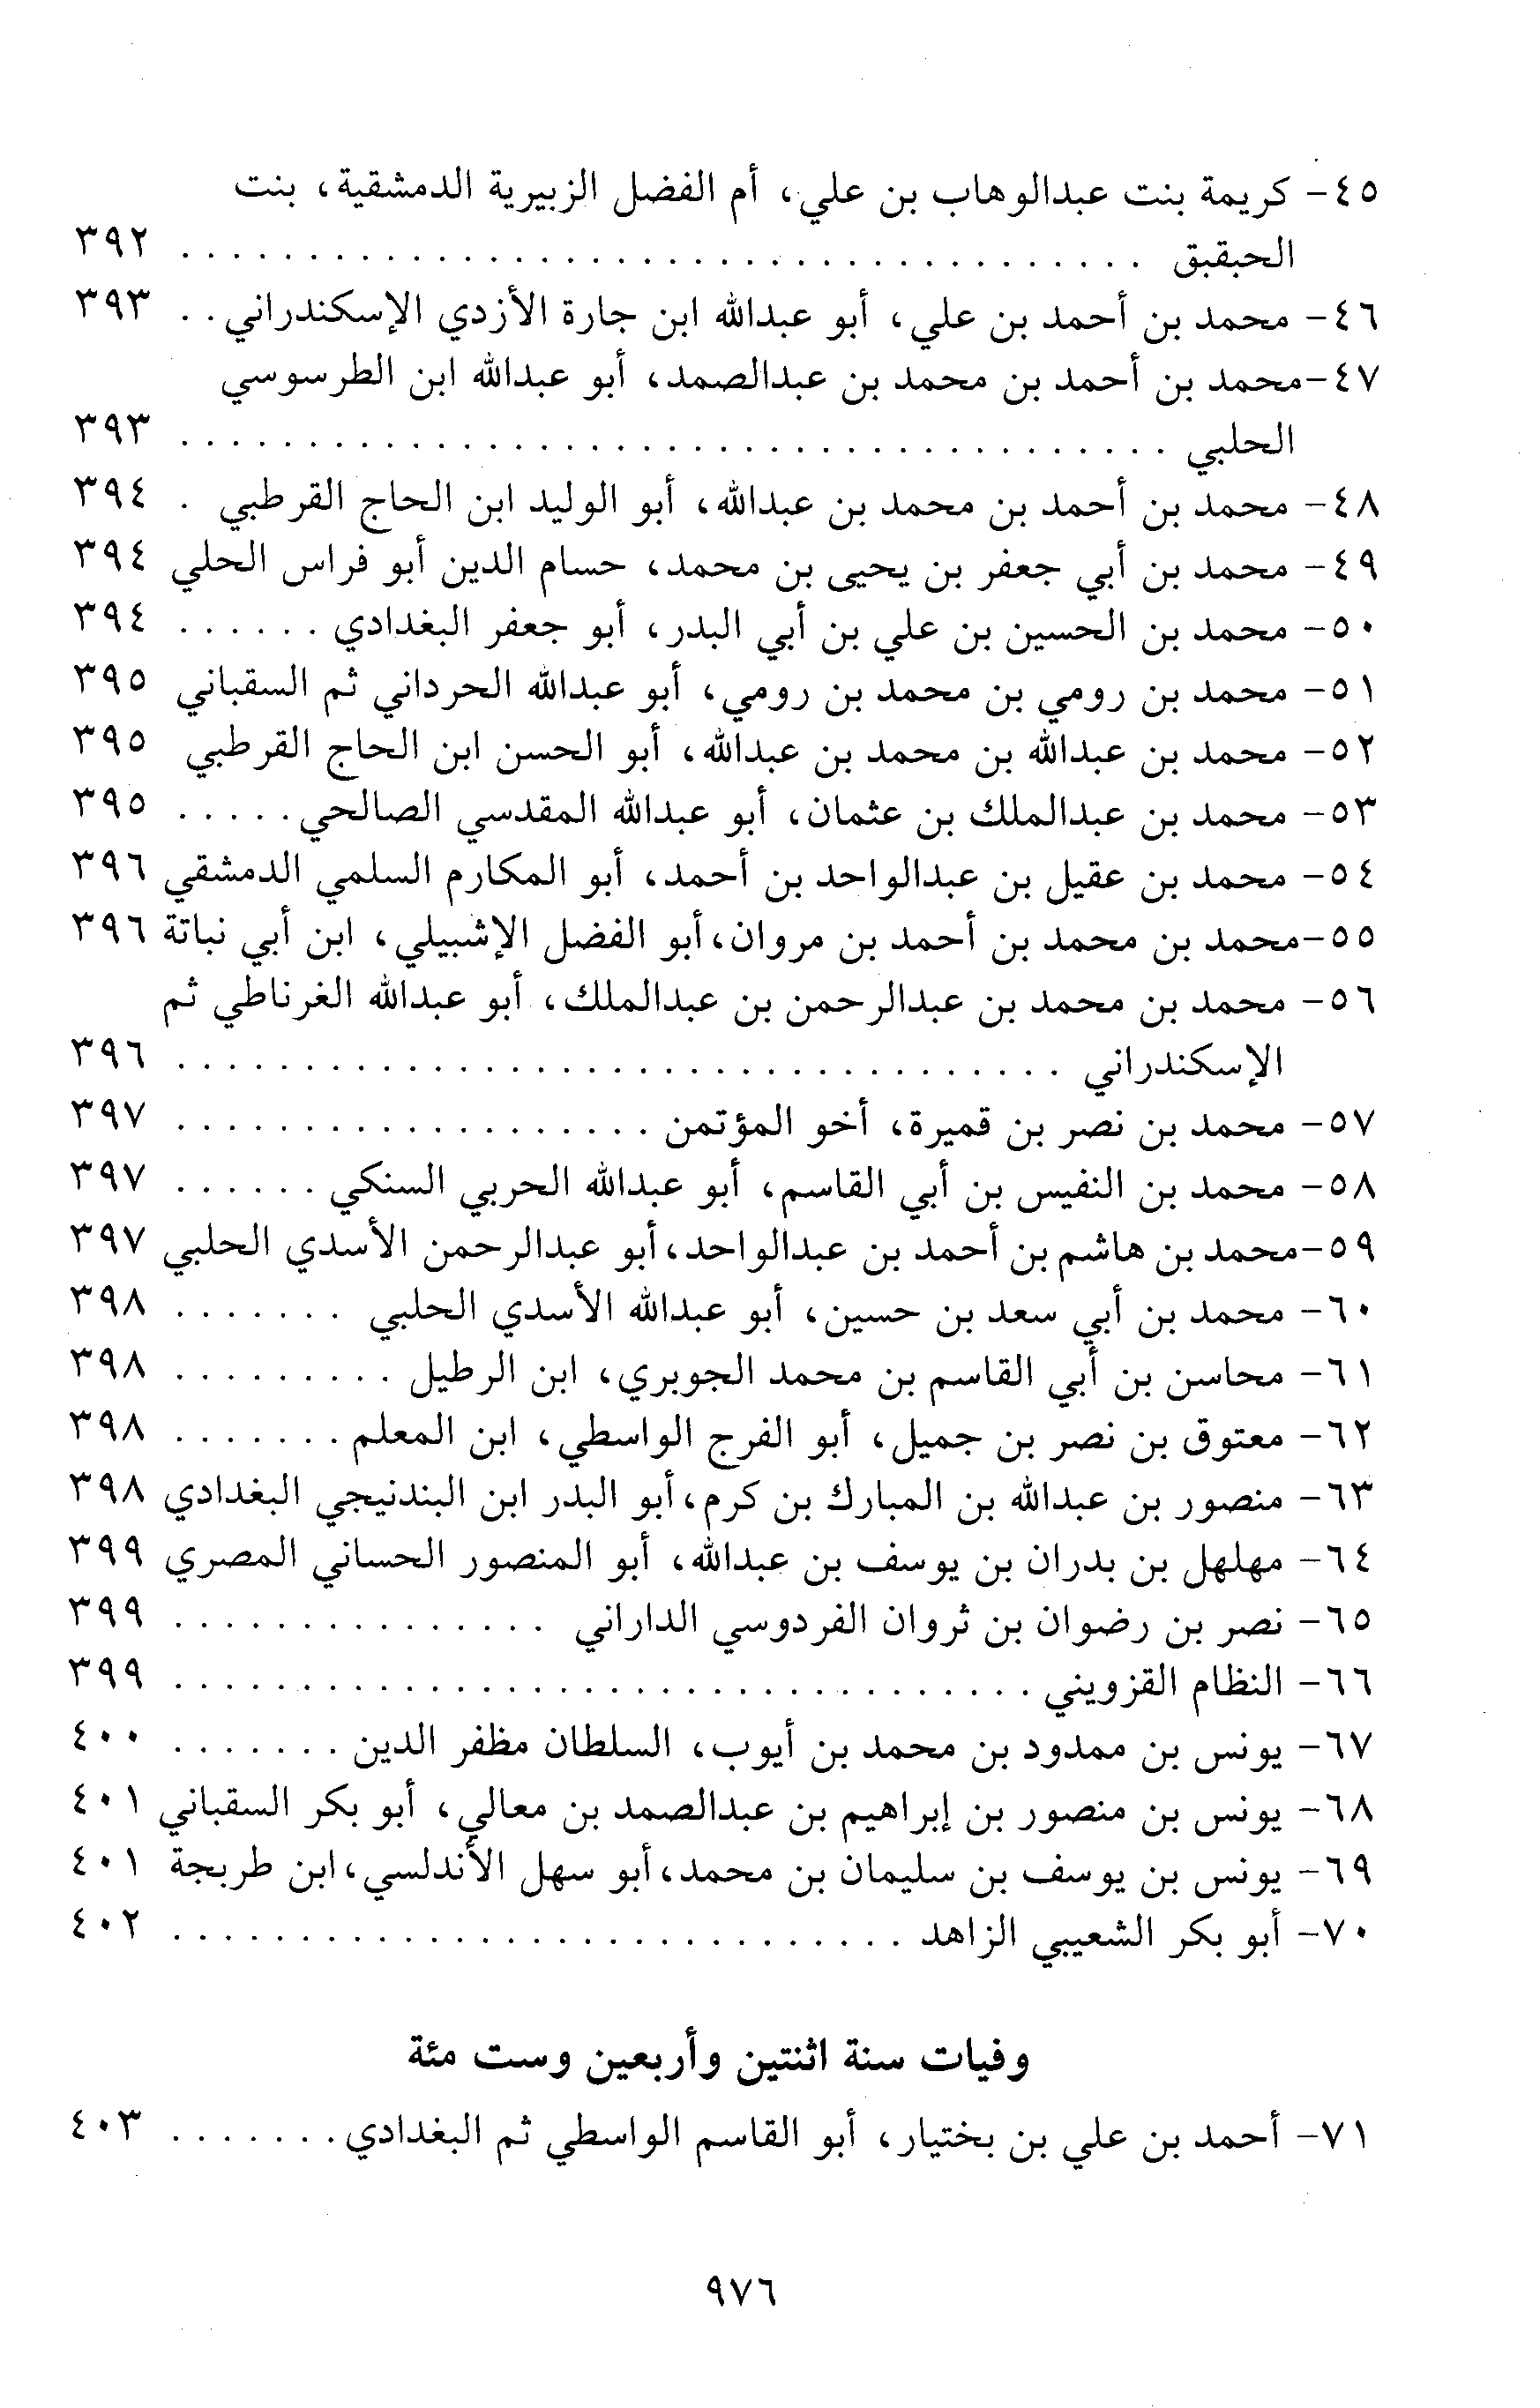 ٤٥- كريمة بنت عبدالوهاب بن علي، أم الفضل الزبيرية الدمشقية، بنت
الحبقبق . . . . . . . . . . . . . . . . . . . . . . . . . . . . . . . . . . . . . . ٣٩٢
٤٦- محمد بن أحمد بن علي، أبو عبدالله ابن جارة الأزدي الإسكندراني . . ٣٩٣
٤٧-محمد بن أحمد بن محمد بن عبدالصمد، أبو عبدالله ابن الطرسوسي
الحلبي . . . . . . . . . . . . . . . . . . . . . . . . . . . . . . . . . . . . . . . ٣٩٣
٤٨- محمد بن أحمد بن محمد بن عبدالله، أبو الوليد ابن الحاج القرطبي . ٣٩٤
٤٩- محمد بن أبي جعفر بن يحيى بن محمد، حسام الدين أبو فراس الحلي ٣٩٤
٥٠- محمد بن الحسين بن علي بن أبي البدر، أبو جعفر البغدادي . . . . . . ٣٩٤
٥١- محمد بن رومي بن محمد بن رومي، أبو عبدالله الحرداني ثم السقباني ٣٩٥
٥٢- محمد بن عبدالله بن محمد بن عبدالله، أبو الحسن ابن الحاج القرطبي ٣٩٥
٥٣- محمد بن عبدالملك بن عثمان، أبو عبدالله المقدسي الصالحي . . . . . ٣٩٥
٥٤- محمد بن عقيل بن عبدالواحد بن أحمد، أبو المكارم السلمي الدمشقي ٣٩٦
٥٥-محمد بن محمد بن أحمد بن مروان،أبو الفضل الإشبيلي، ابن أبي نباتة ٣٩٦
٥٦- محمد بن محمد بن عبدالرحمن بن عبدالملك، أبو عبدالله الغرناطي ثم
الإسكندراني . . . . . . . . . . . . . . . . . . . . . . . . . . . . . . . . . . . ٣٩٦
٥٧- محمد بن نصر بن قميرة، أخو المؤتمن . . . . . . . . . . . . . . . . . . . ٣٩٧
٥٨- محمد بن النفيس بن أبي القاسم، أبو عبدالله الحربي السنكي . . . . . . ٣٩٧
٥٩-محمد بن هاشم بن أحمد بن عبدالواحد،أبو عبدالرحمن الأسدي الحلبي ٣٩٧
٦٠- محمد بن أبي سعد بن حسين، أبو عبدالله الأسدي الحلبي . . . . . . . ٣٩٨
٦١- محاسن بن أبي القاسم بن محمد الجوبري، ابن الرطيل . . . . . . . . . ٣٩٨
٦٢- معتوق بن نصر بن جميل، أبو الفرج الواسطي، ابن المعلم . . . . . . . ٣٩٨
٦٣- منصور بن عبدالله بن المبارك بن كرم،أبو البدر ابن البندنيجي البغدادي ٣٩٨
٦٤- مهلهل بن بدران بن يوسف بن عبدالله، أبو المنصور الحساني المصري ٣٩٩
٦٥- نصر بن رضوان بن ثروان الفردوسي الداراني . . . . . . . . . . . . . . . ٣٩٩
٦٦- النظام القزويني . . . . . . . . . . . . . . . . . . . . . . . . . . . . . . . . . . ٣٩٩
٦٧- يونس بن ممدود بن محمد بن أيوب، السلطان مظفر الدين . . . . . . . ٤٠٠
٦٨- يونس بن منصور بن إبراهيم بن عبدالصمد بن معالي، أبو بكر السقباني ٤٠١
٦٩- يونس بن يوسف بن سليمان بن محمد،أبو سهل الأندلسي،ابن طربجة ٤٠١
٧٠- أبو بكر الشعيبي الزاهد . . . . . . . . . . . . . . . . . . . . . . . . . . . . . ٤٠٢
وفيات سنة اثنتين وأربعين وست مئة
٧١- أحمد بن علي بن بختيار، أبو القاسم الواسطي ثم البغدادي . . . . . . . ٤٠٣
٩٧٦